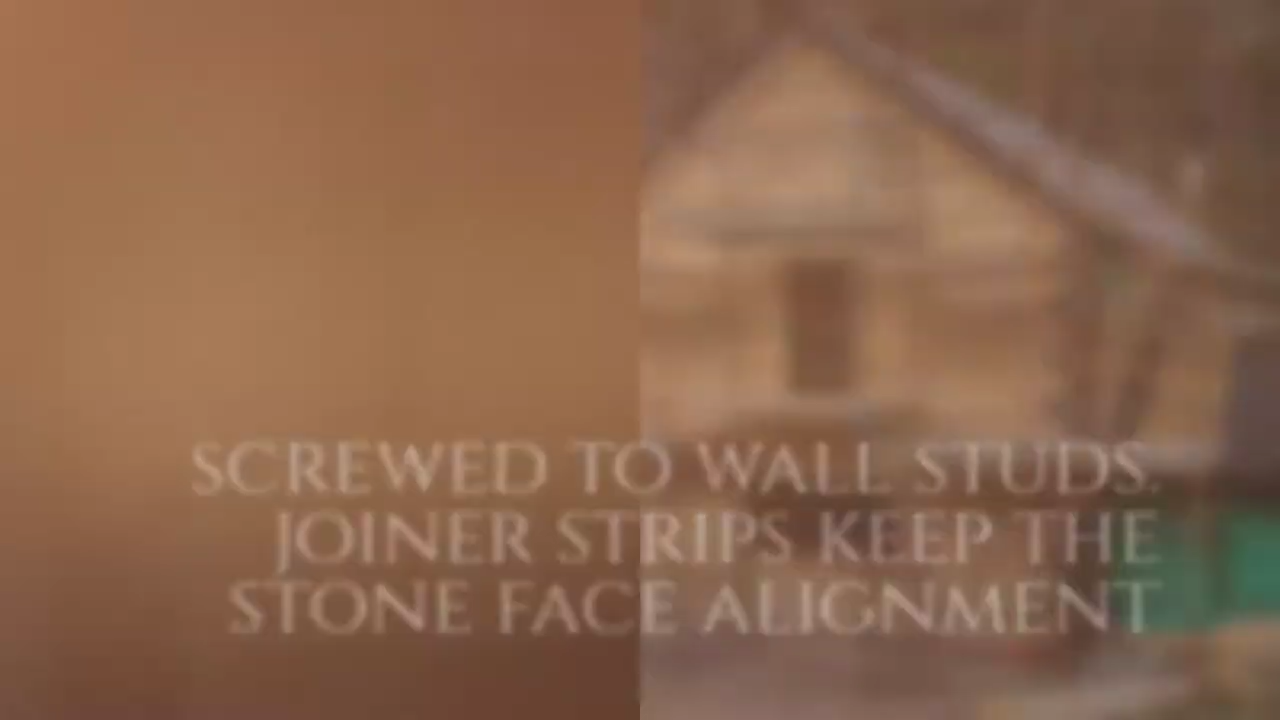 SCREWED TO WALL STUDS.
JOINER STRIPS KEEP THE
STONE FACE ALIGNMENT